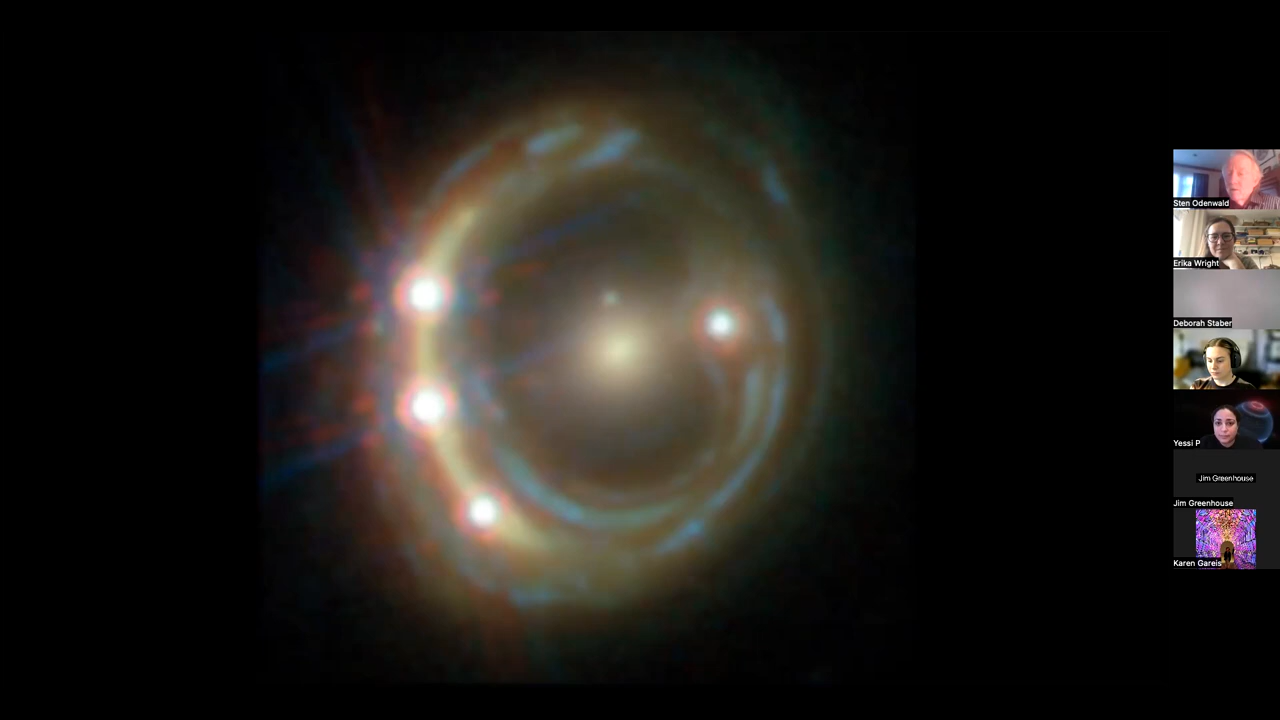 Sten Odenwald
Erika Wright
Deborah Staber
Yessi P
Jim Greenhouse
Jim Greenhouse
Karen Gareis